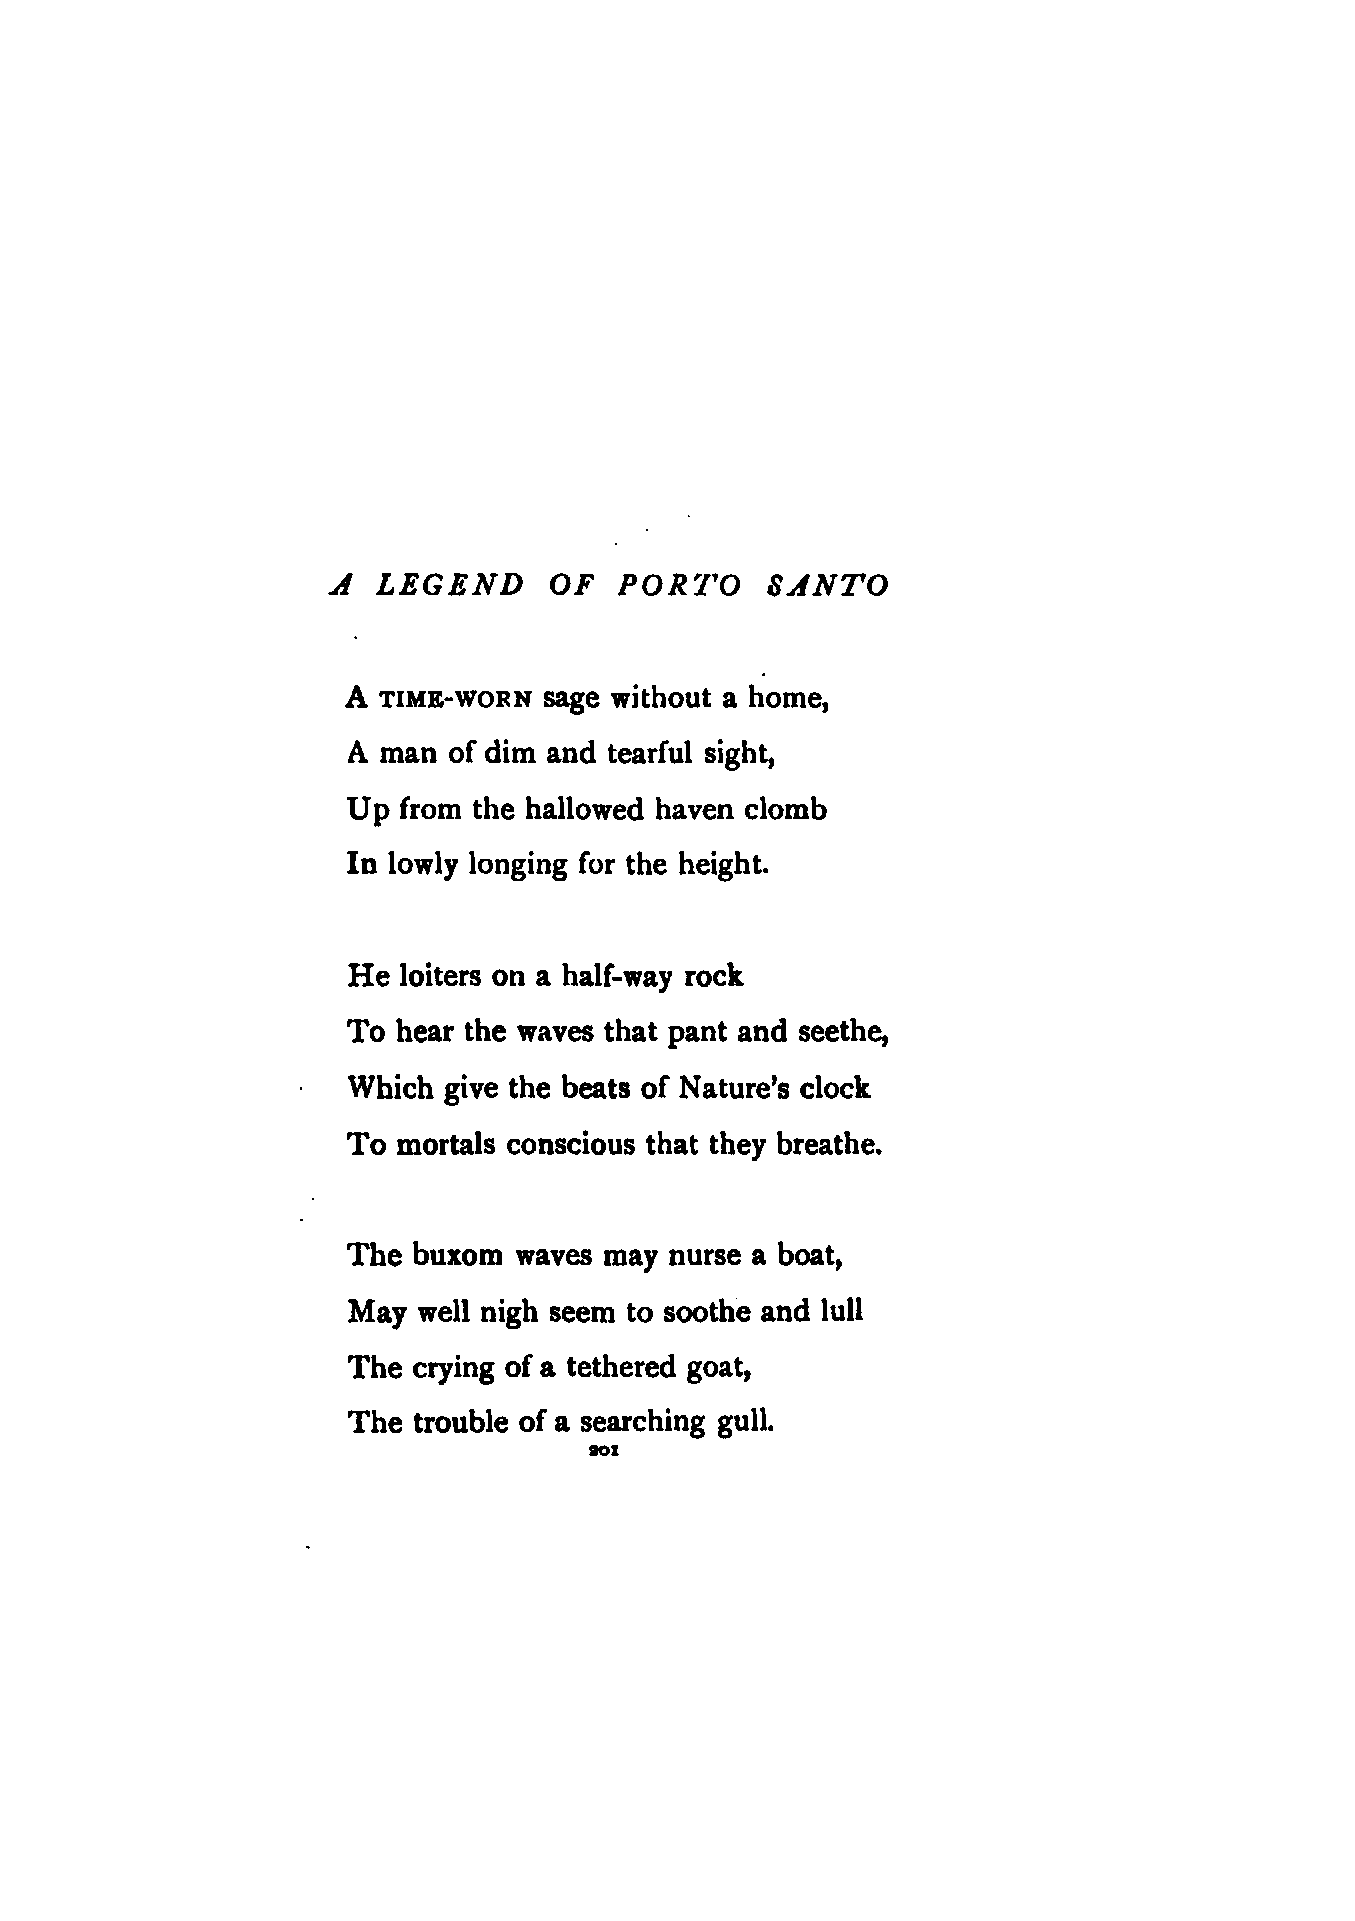 A LEGEND OF PORTO SANTO
A TIME-WORN sage without a home,
A man of dim and tearful sight,
Up from the hallowed haven clomb
In lowly longing for the height.
He loiters on a half-way rock
To hear the waves that pant and seethe,
Which give the beats of Nature's clock
To mortals conscious that they breathe.
The buxom waves may nurse a boat,
May well nigh seem to soothe and lull
The crying of a tethered goat,
The trouble of a searching gull.
201